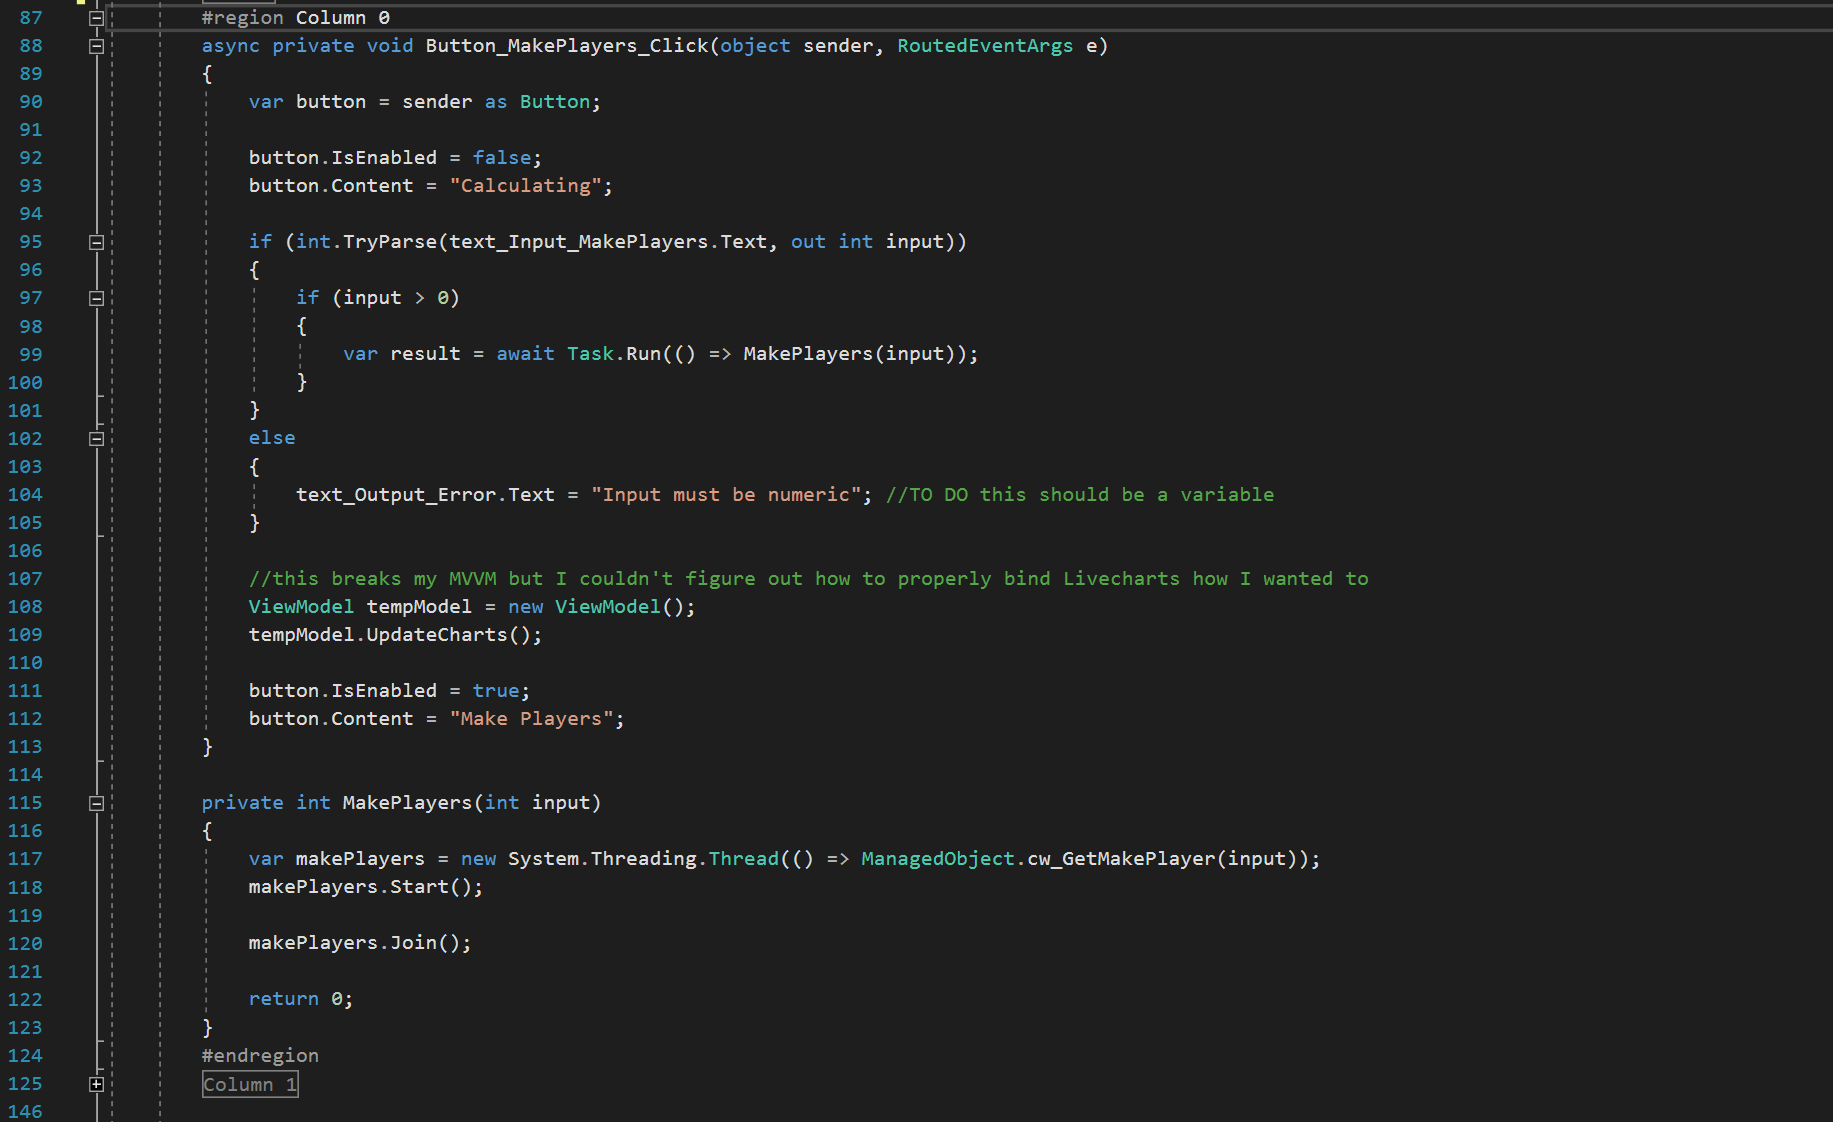 87 #region Column 0
88 async private void Button_MakePlayers_Click(object sender, RoutedEventArgs e)
89 {
90 var button = sender as Button;
91
92 button.IsEnabled = false;
93 button.Content = "Calculating";
94
95 if (int.TryParse(text_Input_MakePlayers.Text, out int input))
96 {
97 if (input > 0)
98 {
99 var result = await Task.Run(() => MakePlayers(input));
100 }
101 }
102 else
103 {
104 text_Output_Error.Text = "Input must be numeric"; //TO DO this should be a variable
105 }
106
107 //this breaks my MVVM but I couldn't figure out how to properly bind Livecharts how I wanted to
108 ViewModel tempModel = new ViewModel();
109 tempModel.UpdateCharts();
110
111 button.IsEnabled = true;
112 button.Content = "Make Players";
113 }
114
115 private int MakePlayers(int input)
116 {
117 var makePlayers = new System.Threading.Thread(() => ManagedObject.cw_GetMakePlayer(input));
118 makePlayers.Start();
119
120 makePlayers.Join();
121
122 return 0;
123 }
124 #endregion
125 Column 1
146